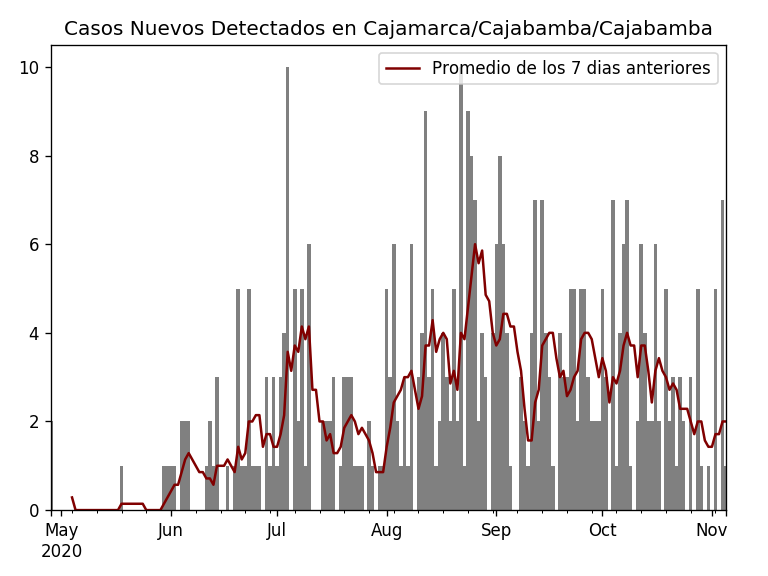 Casos Nuevos Detectados en Cajamarca/Cajabamba/Cajabamba
Promedio de los 7 dias anteriores
10
8
6
4
2
0
May Jun Jul Aug Sep Oct Nov
2020